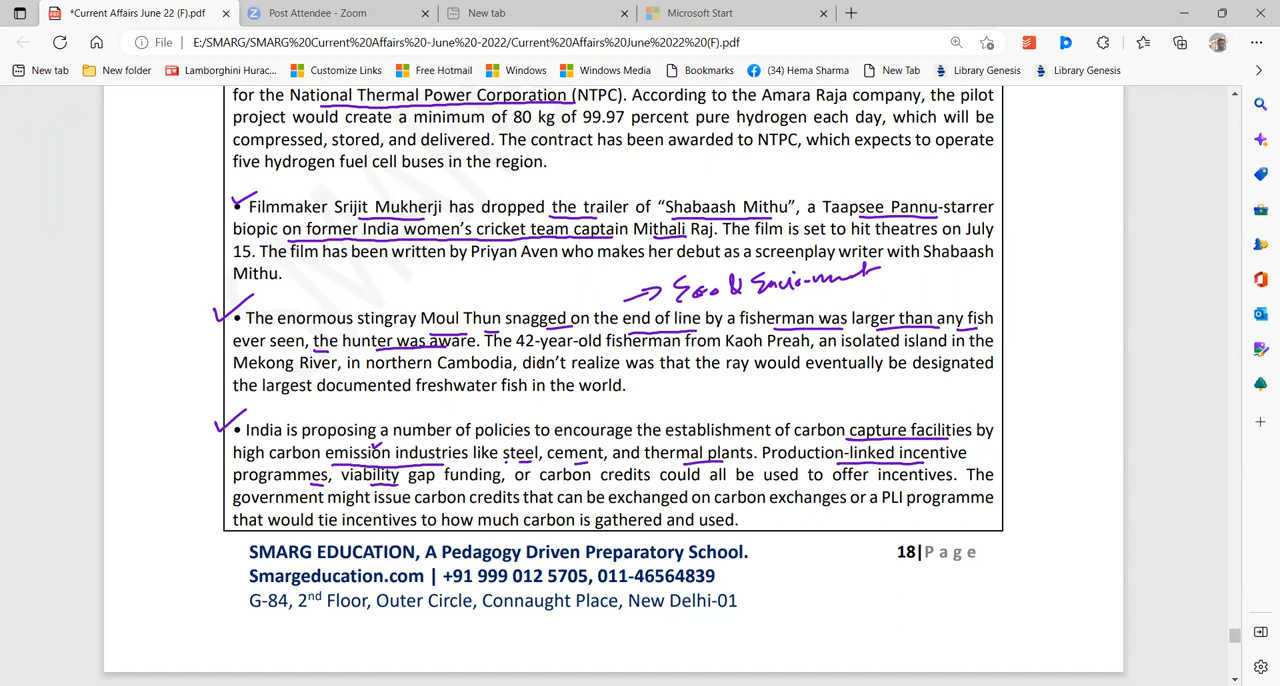 *Current Affairs June 22 (F).pdf
Post Attendee - Zoom
New tab
Microsoft Start
File
E:/SMARG/SMARG%20Current%20Affairs%20-June%20-2022/Current%20Affairs%20June%2022%20(F).pdf
New tab
New folder
Lamborghini Hurac...
Customize Links
Free Hotmail
Windows
Windows Media
Bookmarks
(34) Hema Sharma
New Tab
Library Genesis
Library Genesis
for the National Thermal Power Corporation (NTPC). According to the Amara Raja company, the pilot
project would create a minimum of 80 kg of 99.97 percent pure hydrogen each day, which will be
compressed, stored, and delivered. The contract has been awarded to NTPC, which expects to operate
five hydrogen fuel cell buses in the region.
• Filmmaker Srijit Mukherji has dropped the trailer of “Shabaash Mithu”, a Taapsee Pannu-starrer
biopic on former India women’s cricket team captain Mithali Raj. The film is set to hit theatres on July
15. The film has been written by Priyan Aven who makes her debut as a screenplay writer with Shabaash
Mithu.
• The enormous stingray Moul Thun snagged on the end of line by a fisherman was larger than any fish
ever seen, the hunter was aware. The 42-year-old fisherman from Kaoh Preah, an isolated island in the
Mekong River, in northern Cambodia, didn’t realize was that the ray would eventually be designated
the largest documented freshwater fish in the world.
• India is proposing a number of policies to encourage the establishment of carbon capture facilities by
high carbon emission industries like steel, cement, and thermal plants. Production-linked incentive
programmes, viability gap funding, or carbon credits could all be used to offer incentives. The
government might issue carbon credits that can be exchanged on carbon exchanges or a PLI programme
that would tie incentives to how much carbon is gathered and used.
SMARG EDUCATION, A Pedagogy Driven Preparatory School.
18|Page
Smargeducation.com | +91 999 012 5705, 011-46564839
G-84, 2nd Floor, Outer Circle, Connaught Place, New Delhi-01